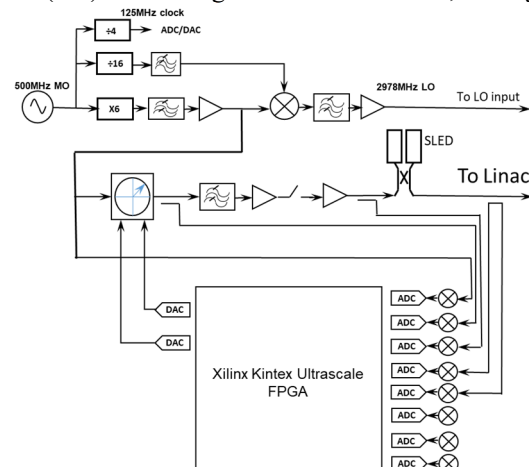 125MHz clock
÷4
ADC/DAC
÷16
500MHz MO
X6
2978MHz LO
To LO input
SLED
To Linac
DAC
DAC
Xilinx Kintex Ultrascale
FPGA
ADC
ADC
ADC
ADC
ADC
ADC
ADC
ADC